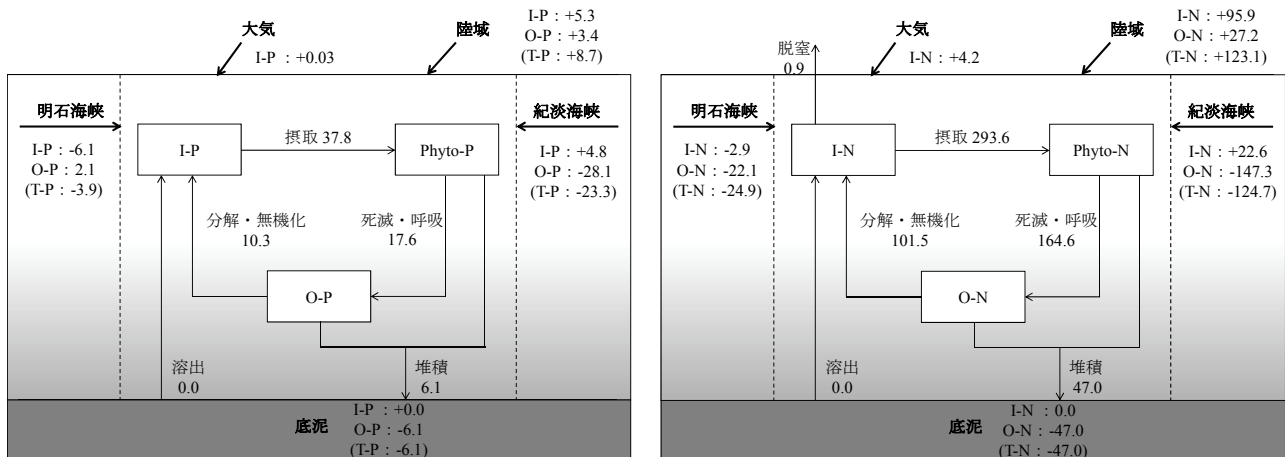 大気
I-P : +0.03
陸域
I-P : +5.3
O-P : +3.4
(T-P : +8.7)
明石海峡
I-P : -6.1
O-P : 2.1
(T-P : -3.9)
紀淡海峡
I-P : +4.8
O-P : -28.1
(T-P : -23.3)
I-P
摂取 37.8
Phyto-P
分解・無機化
10.3
死滅・呼吸
17.6
O-P
溶出
0.0
堆積
6.1
底泥
I-P : +0.0
O-P : -6.1
(T-P : -6.1)
脱窒
0.9
大気
I-N : +4.2
陸域
I-N : +95.9
O-N : +27.2
(T-N : +123.1)
明石海峡
I-N : -2.9
O-N : -22.1
(T-N : -24.9)
紀淡海峡
I-N : +22.6
O-N : -147.3
(T-N : -124.7)
I-N
摂取 293.6
Phyto-N
分解・無機化
101.5
死滅・呼吸
164.6
O-N
溶出
0.0
堆積
47.0
底泥
I-N : 0.0
O-N : -47.0
(T-N : -47.0)